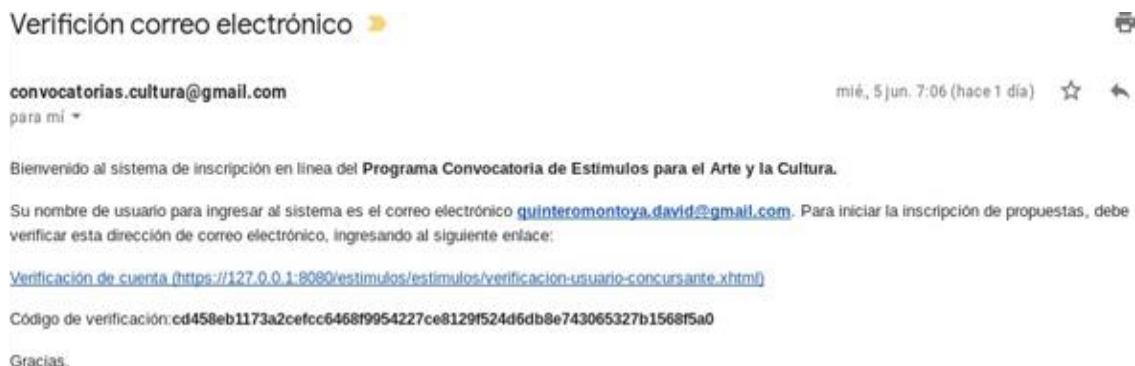 Verifición correo electrónico
convocatorias.cultura@gmail.com
mié, 5 jun. 7:06 (hace 1 día)
para mí
Bienvenido al sistema de inscripción en línea del Programa Convocatoria de Estímulos para el Arte y la Cultura.
Su nombre de usuario para ingresar al sistema es el correo electrónico quinteromontoya.david@gmail.com. Para iniciar la inscripción de propuestas, debe
verificar esta dirección de correo electrónico, ingresando al siguiente enlace:
Verificación de cuenta (https://127.0.0.1:8080/estimulos/estimulos/verificacion-usuario-concursante.xhtml)
Código de verificación:cd458eb1173a2cefcc6468f9954227ce8129f524d6db8e743065327b1568f5a0
Gracias.